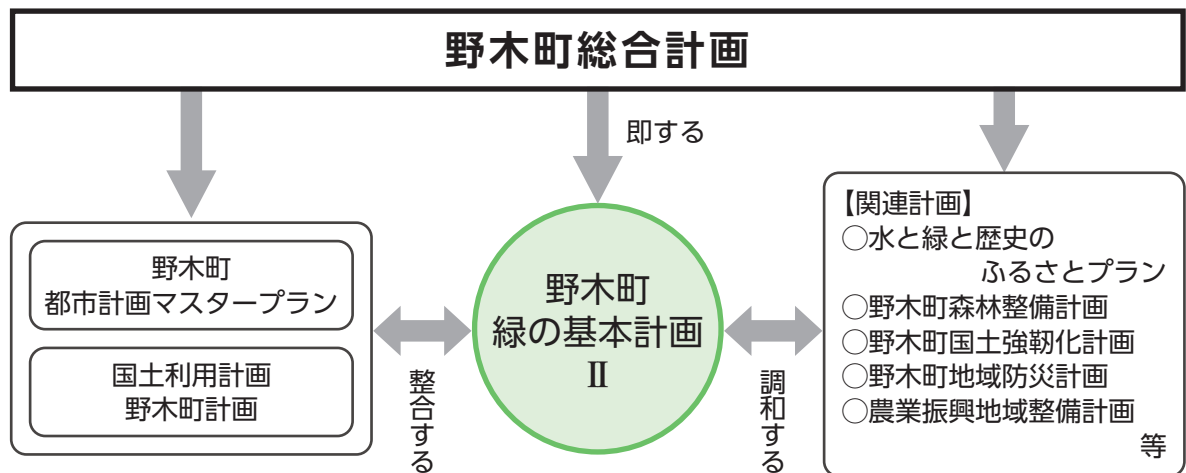 野木町総合計画
即する
野木町
都市計画マスタープラン
国土利用計画
野木町計画
整合する
野木町
緑の基本計画
Ⅱ
調和する
【関連計画】
○水と緑と歴史の
ふるさとプラン
○野木町森林整備計画
○野木町国土強靭化計画
○野木町地域防災計画
○農業振興地域整備計画
等